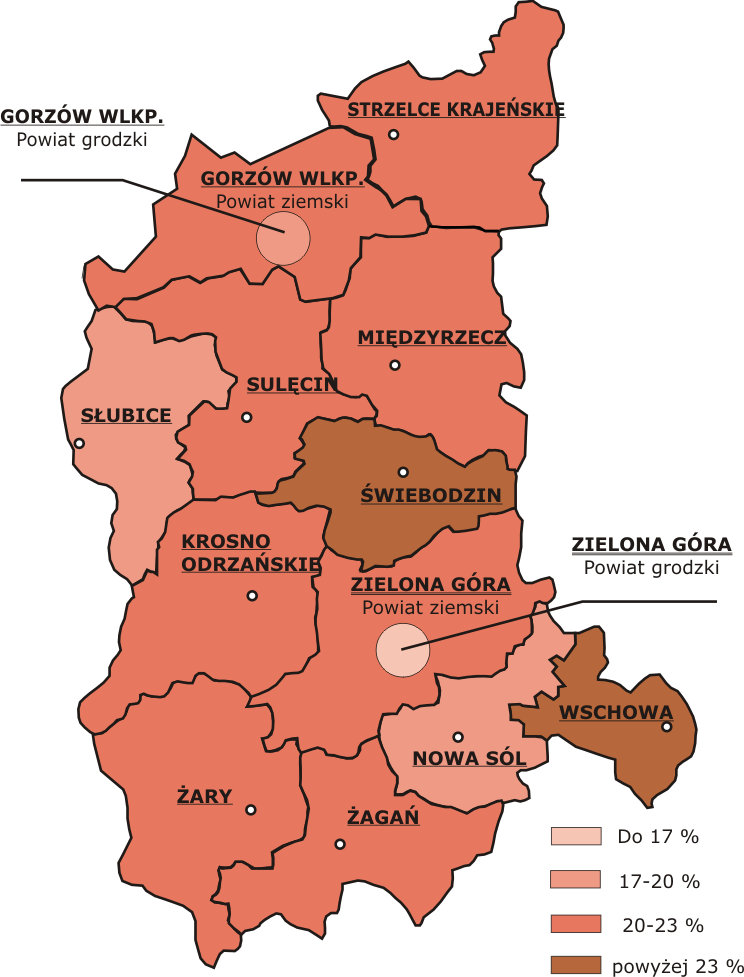 STRZELCE KRAJEŃSKIE
GORZÓW WLKP.
Powiat grodzki
GORZÓW WLKP.
Powiat ziemski
MIĘDZYRZECZ
SULĘCIN
SŁUBICE
ŚWIEBODZIN
KROSNO
ODRZAŃSKIE
ZIELONA GÓRA
Powiat grodzki
ZIELONA GÓRA
Powiat ziemski
WSCHOWA
NOWA SÓL
ŻARY
ŻAGAŃ
Do 17 %
17-20 %
20-23 %
powyżej 23 %